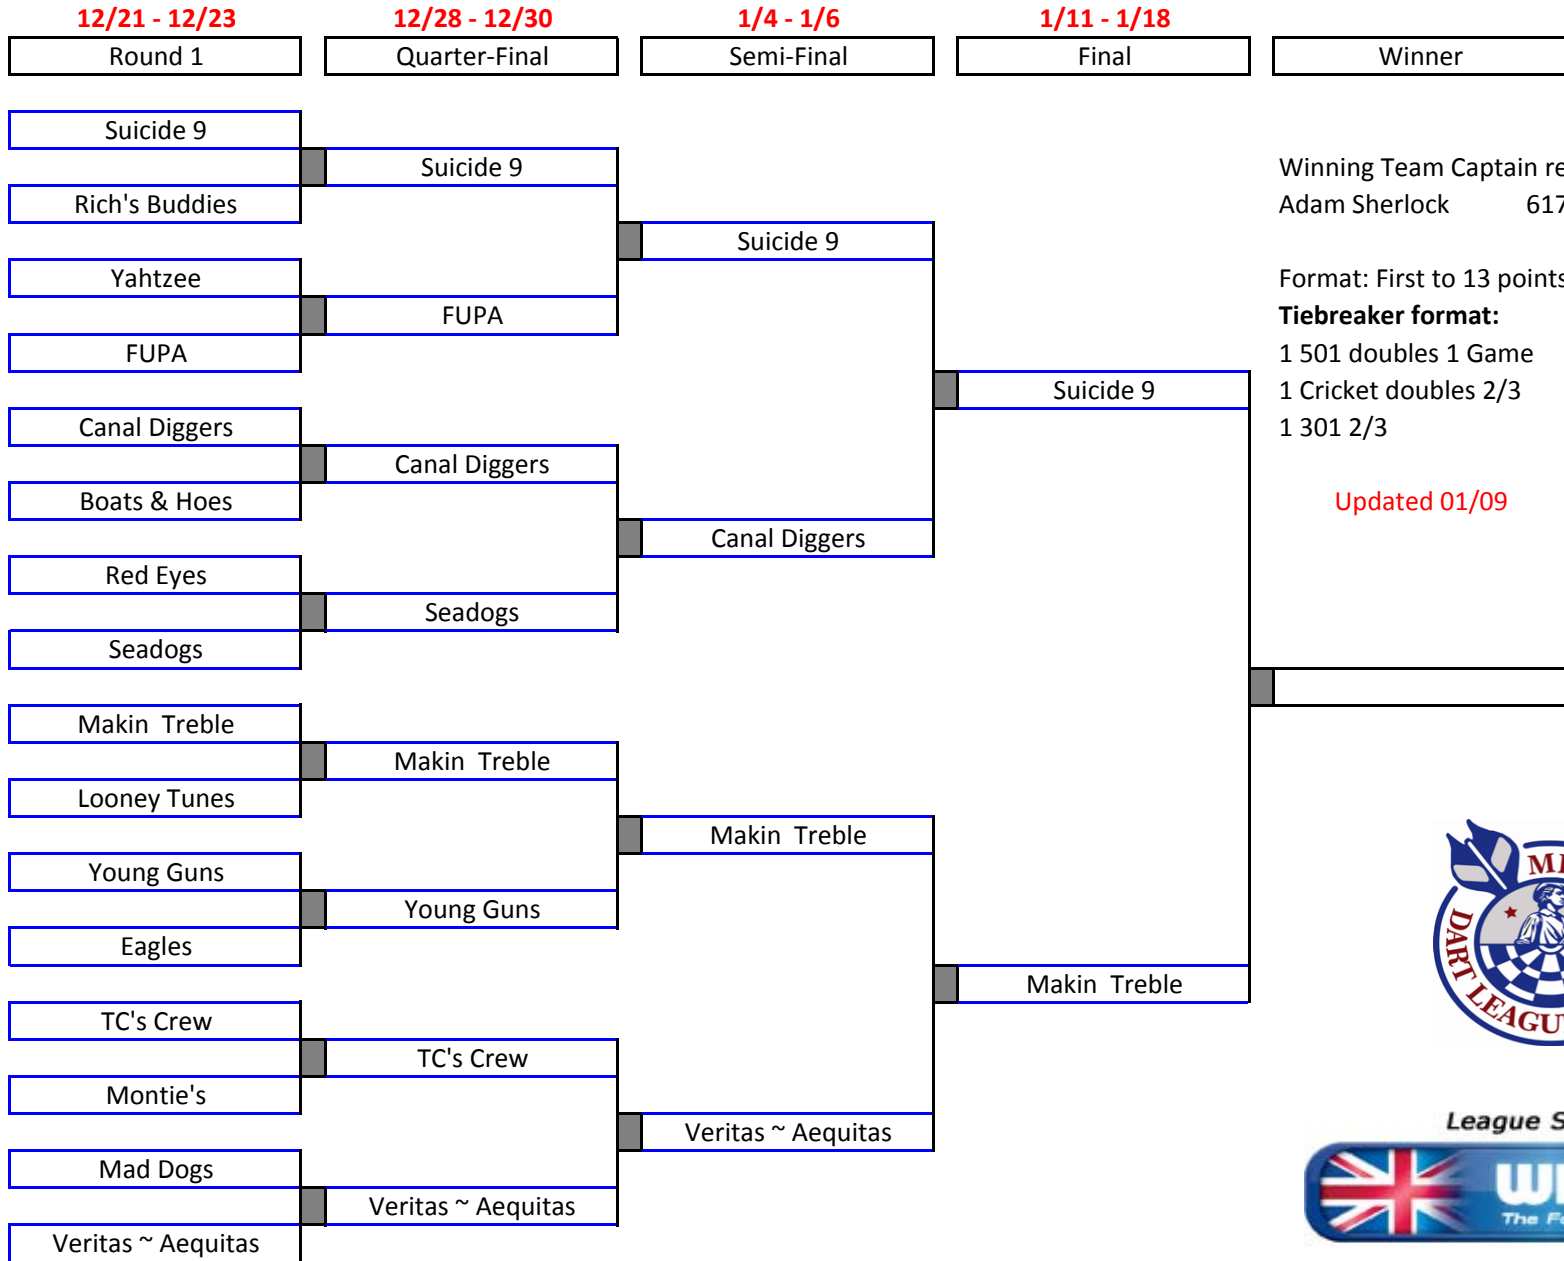 12/21 - 12/23 12/28 - 12/30 1/4 - 1/6 1/11 - 1/18
Round 1 Quarter-Final Semi-Final Final Winner
Suicide 9
Suicide 9
Rich's Buddies
Suicide 9
Yahtzee
FUPA
FUPA
Suicide 9
Canal Diggers
Canal Diggers
Boats & Hoes
Canal Diggers
Red Eyes
Seadogs
Seadogs
Makin Treble
Makin Treble
Looney Tunes
Makin Treble
Young Guns
Young Guns
Eagles
Makin Treble
TC's Crew
TC's Crew
Montie's
Veritas ~ Aequitas
Mad Dogs
Veritas ~ Aequitas
Veritas ~ Aequitas
Winning Team Captain
Adam Sherlock 617
Format: First to 13 points
Tiebreaker format:
1 501 doubles 1 Game
1 Cricket doubles 2/3
1 301 2/3
Updated 01/09
DART
League
The